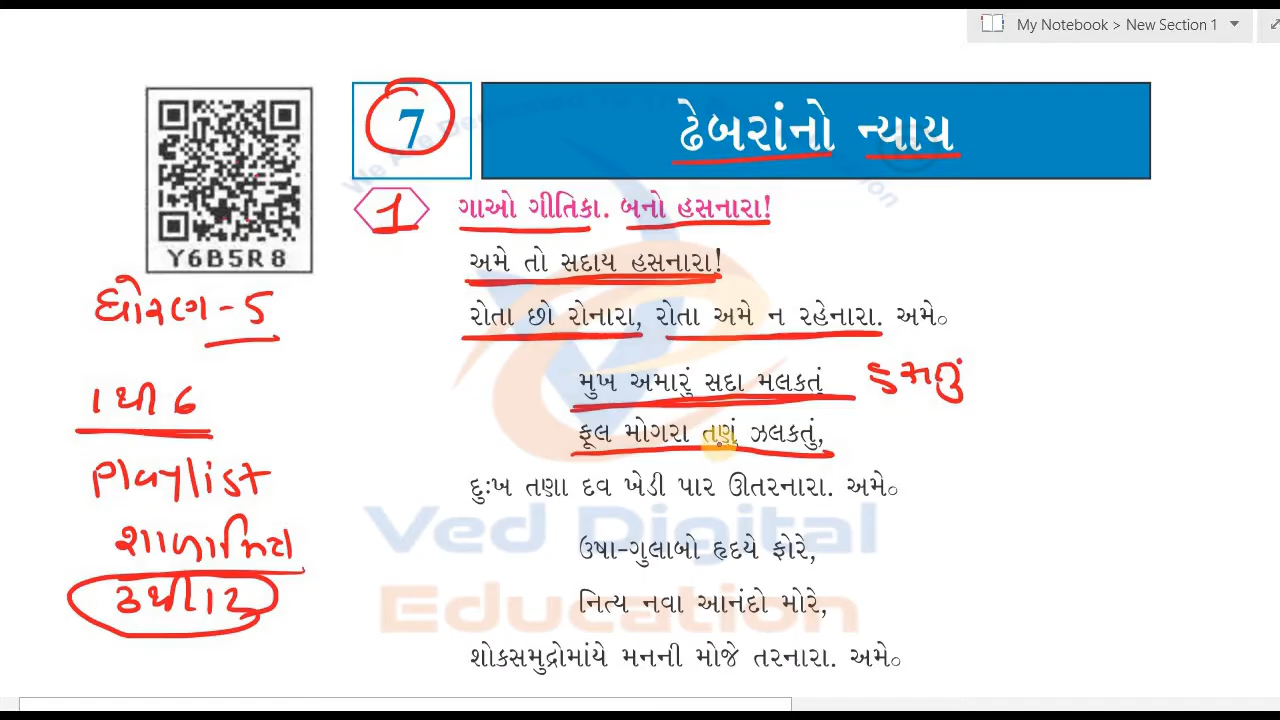 My Notebook > New Section 1
7
ઢેબરાંનો ન્યાય
1
ગાઓ ગીતિકા. બનો હસનારા!
Y6B5R8
અમે તો સદાય હસનારા!
ધોરણ - 5
રોતા છો રોનારા, રોતા અમે ન રહેનારા. અમે૦
મુખ અમારું સદા મલકતું
હસતું
1 થી 6
ફૂલ મોગરા તણું ઝલકતું,
Playlist
દુઃખ તણા દવ ખેડી પાર ઊતરનારા. અમે૦
શાળામિત્ર
ઉષા-ગુલાબો હૃદયે ફોરે,
3 થી 12
નિત્ય નવા આનંદો મોરે,
શોકસમુદ્રોમાંયે મનની મોજે તરનારા. અમે૦
Ved Digital
Education